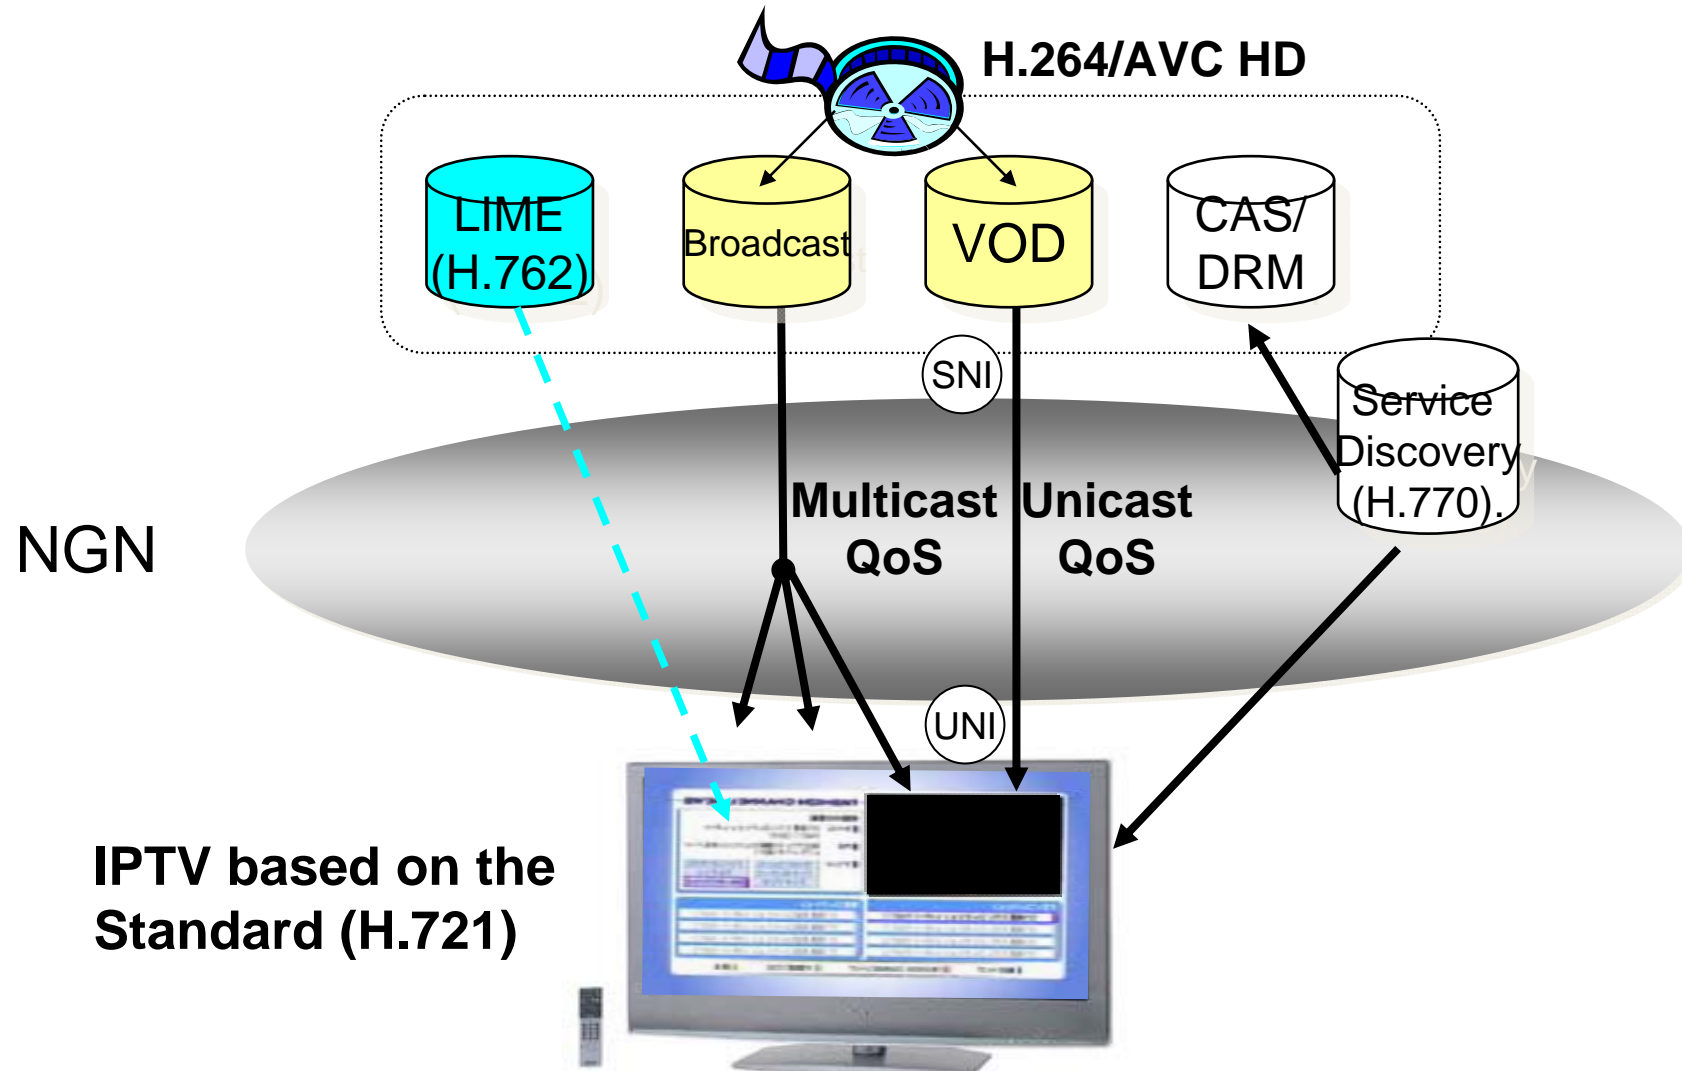 H.264/AVC HD
LIME
(H.762)
Broadcast
VOD
CAS/
DRM
SNI
Service
Discovery
(H.770).
Multicast
QoS
Unicast
QoS
NGN
UNI
IPTV based on the
Standard (H.721)